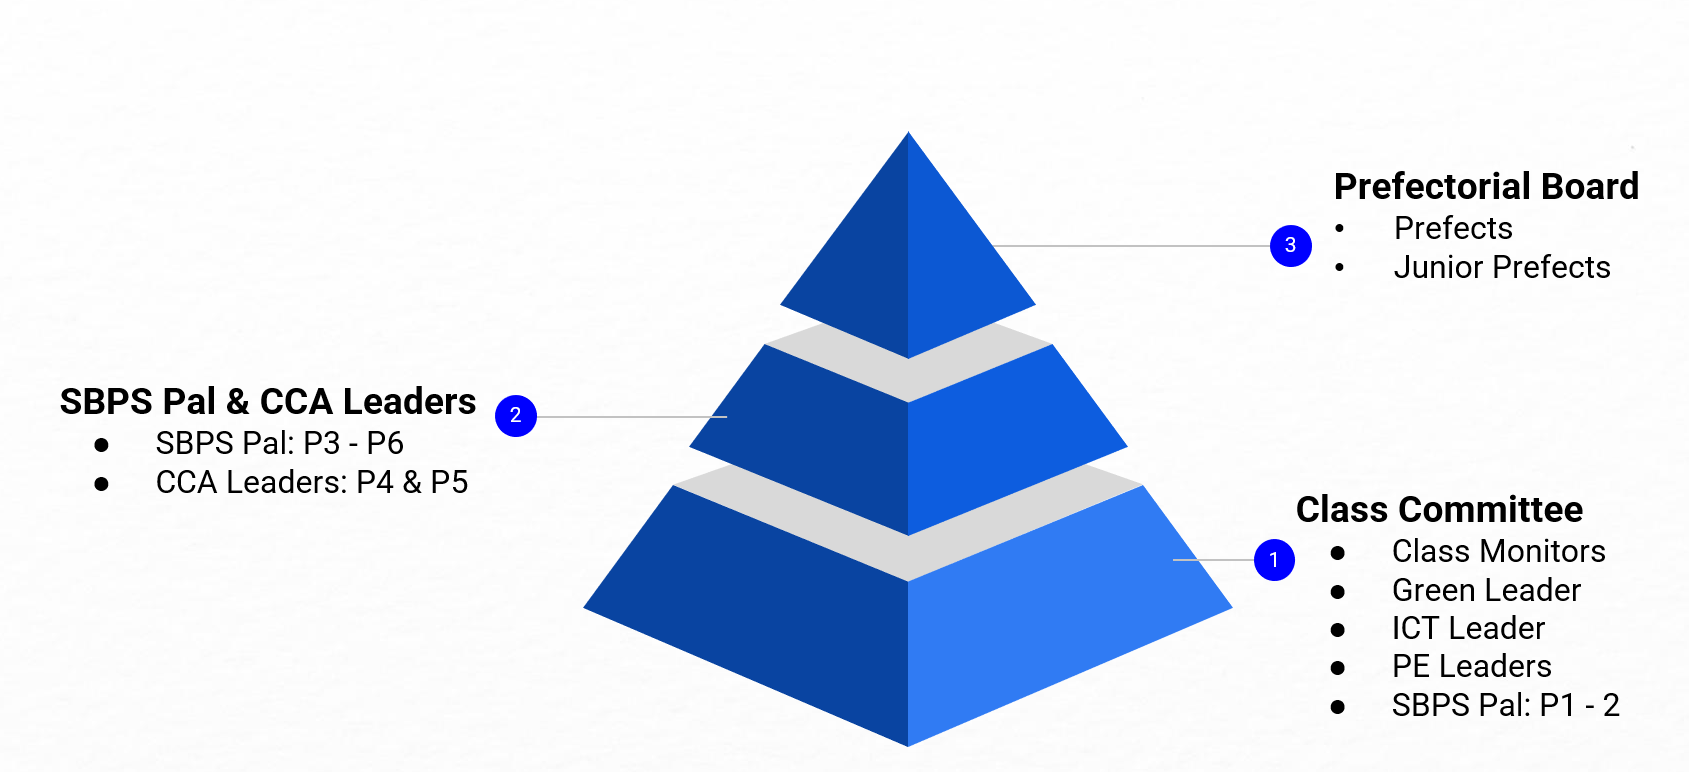 Prefectorial Board
3
• Prefects
• Junior Prefects
SBPS Pal & CCA Leaders
2
● SBPS Pal: P3 - P6
● CCA Leaders: P4 & P5
Class Committee
1
● Class Monitors
● Green Leader
● ICT Leader
● PE Leaders
● SBPS Pal: P1 - 2